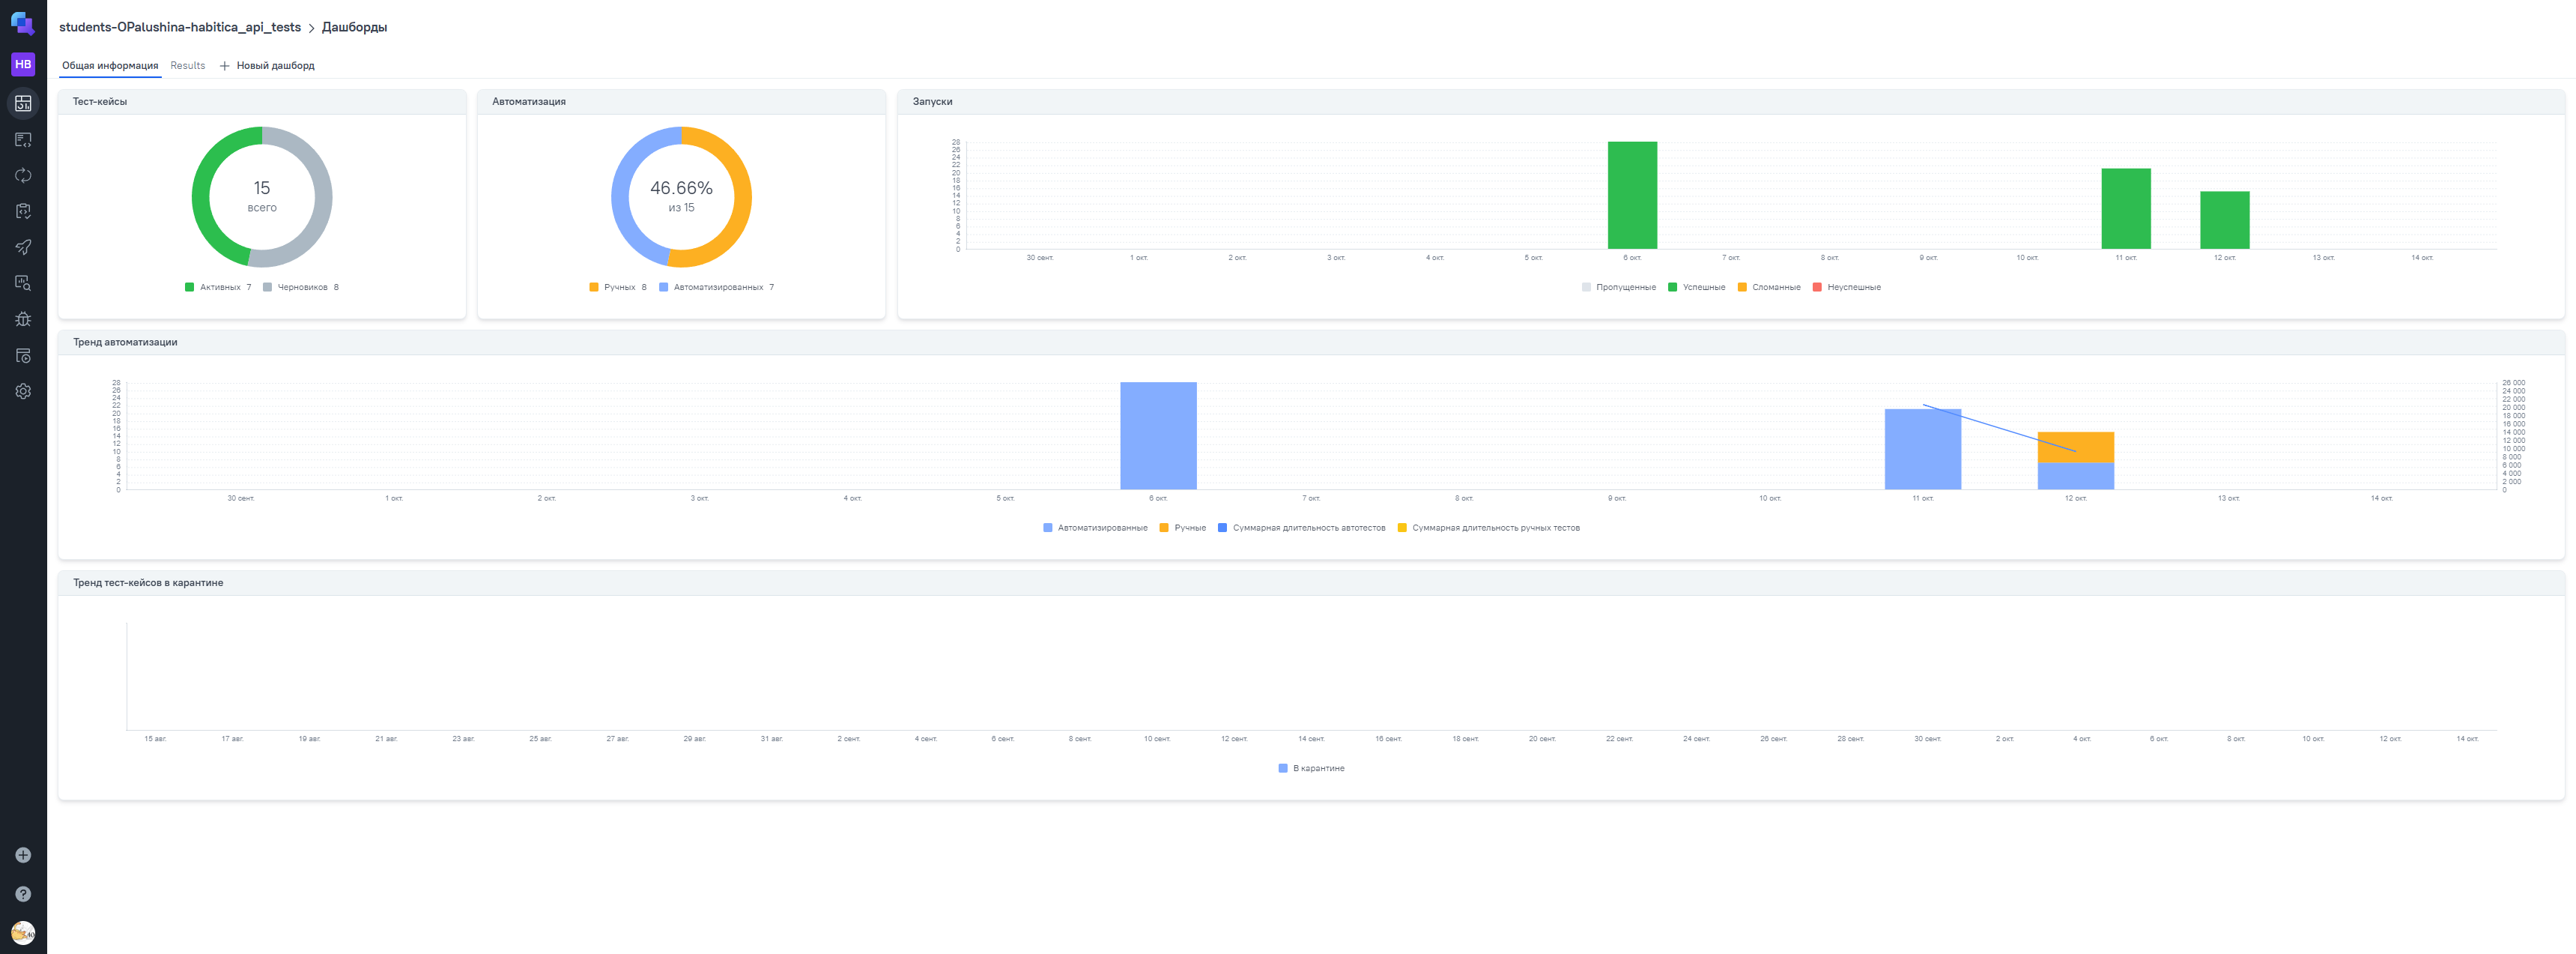 students-OPalushina-habitica_api_tests > Дашборды
HB
Общая информация Results + Новый дашборд
Тест-кейсы
15
всего
Активных 7 Черновиков 8
Автоматизация
46.66%
из 15
Ручных 8 Автоматизированных 7
Запуски
28
26
24
22
20
18
16
14
12
10
8
6
4
2
0
30 сент. 1 окт. 2 окт. 3 окт. 4 окт. 5 окт. 6 окт. 7 окт. 8 окт. 9 окт. 10 окт. 11 окт. 12 окт. 13 окт. 14 окт.
Пропущенные Успешные Сломанные Неуспешные
Тренд автоматизации
28
26
24
22
20
18
16
14
12
10
8
6
4
2
0
26 000
24 000
22 000
20 000
18 000
16 000
14 000
12 000
10 000
8 000
6 000
4 000
2 000
0
30 сент. 1 окт. 2 окт. 3 окт. 4 окт. 5 окт. 6 окт. 7 окт. 8 окт. 9 окт. 10 окт. 11 окт. 12 окт. 13 окт. 14 окт.
Автоматизированные Ручные Суммарная длительность автотестов Суммарная длительность ручных тестов
Тренд тест-кейсов в карантине
15 авг. 17 авг. 19 авг. 21 авг. 23 авг. 25 авг. 27 авг. 29 авг. 31 авг. 2 сент. 4 сент. 6 сент. 8 сент. 10 сент. 12 сент. 14 сент. 16 сент. 18 сент. 20 сент. 22 сент. 24 сент. 26 сент. 28 сент. 30 сент. 2 окт. 4 окт. 6 окт. 8 окт. 10 окт. 12 окт. 14 окт.
В карантине